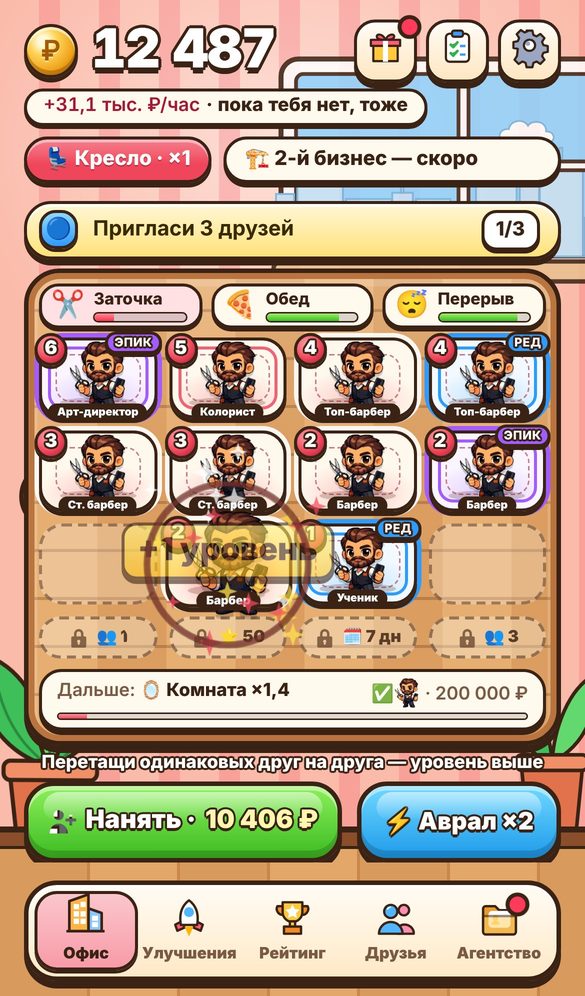 ₽ 12 487
+31,1 тыс. ₽/час · пока тебя нет, тоже
Кресло · ×1
2-й бизнес — скоро
Пригласи 3 друзей 1/3
Заточка Обед Перерыв
6 ЭПИК 5 4 4 РЕД
Арт-директор Колорист Топ-барбер Топ-барбер
3 3 2 2 ЭПИК
Ст. барбер Ст. барбер Барбер Барбер
2 1 РЕД
+1 уровень
Барбер Ученик
1 50 7 дн 3
Дальше: Комната ×1,4 · 200 000 ₽
Перетащи одинаковых друг на друга — уровень выше
Нанять · 10 406 ₽ Аврал ×2
Офис Улучшения Рейтинг Друзья Агентство